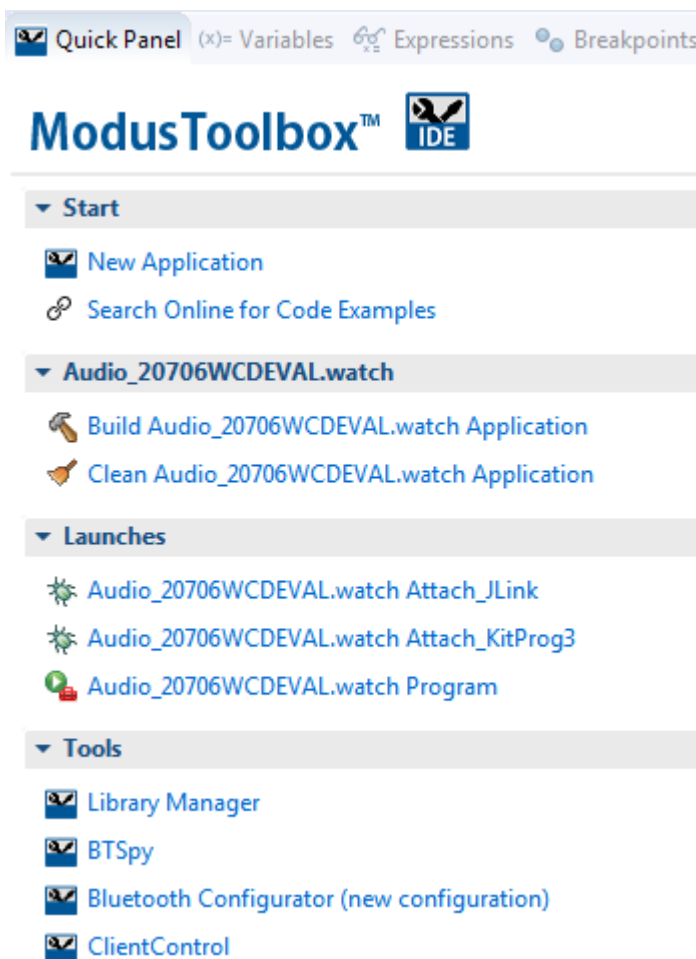 Quick Panel (x)= Variables Expressions Breakpoints
ModusToolbox™ IDE
Start
New Application
Search Online for Code Examples
Audio_20706WCDEVAL.watch
Build Audio_20706WCDEVAL.watch Application
Clean Audio_20706WCDEVAL.watch Application
Launches
Audio_20706WCDEVAL.watch Attach_JLink
Audio_20706WCDEVAL.watch Attach_KitProg3
Audio_20706WCDEVAL.watch Program
Tools
Library Manager
BTSpy
Bluetooth Configurator (new configuration)
ClientControl